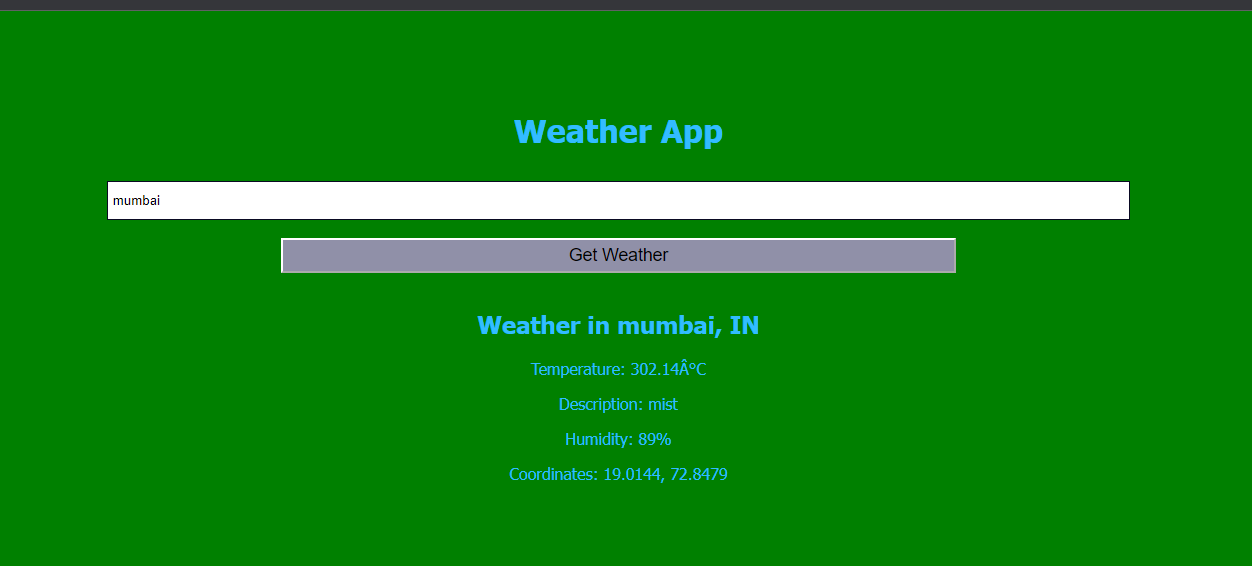 Weather App
mumbai
Get Weather
Weather in mumbai, IN
Temperature: 302.14Â°C
Description: mist
Humidity: 89%
Coordinates: 19.0144, 72.8479